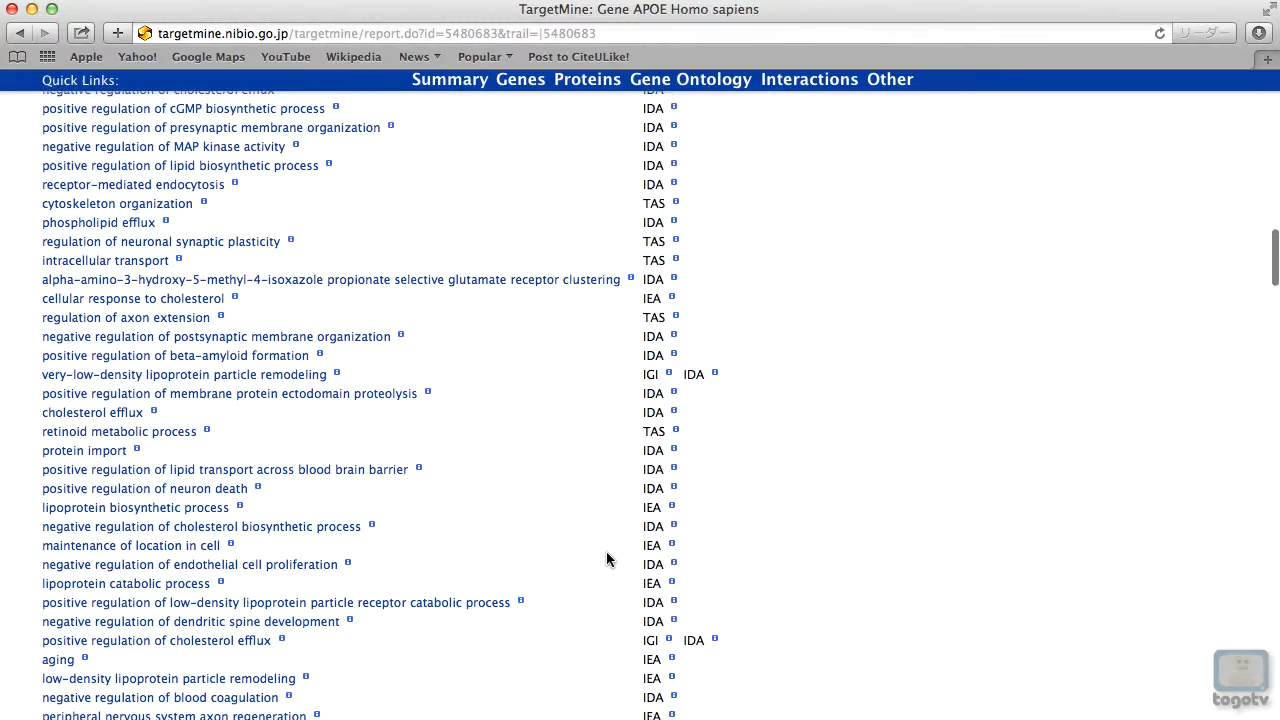 TargetMine: Gene APOE Homo sapiens
targetmine.nibio.go.jp/targetmine/report.do?id=5480683&trail=|5480683
リーダー
Apple Yahoo! Google Maps YouTube Wikipedia News Popular Post to CiteULike!
Quick Links: Summary Genes Proteins Gene Ontology Interactions Other
negative regulation of cholesterol efflux IDA
positive regulation of cGMP biosynthetic process IDA
positive regulation of presynaptic membrane organization IDA
negative regulation of MAP kinase activity IDA
positive regulation of lipid biosynthetic process IDA
receptor-mediated endocytosis IDA
cytoskeleton organization TAS
phospholipid efflux IDA
regulation of neuronal synaptic plasticity TAS
intracellular transport TAS
alpha-amino-3-hydroxy-5-methyl-4-isoxazole propionate selective glutamate receptor clustering IDA
cellular response to cholesterol IEA
regulation of axon extension TAS
negative regulation of postsynaptic membrane organization IDA
positive regulation of beta-amyloid formation IDA
very-low-density lipoprotein particle remodeling IGI IDA
positive regulation of membrane protein ectodomain proteolysis IDA
cholesterol efflux IDA
retinoid metabolic process TAS
protein import IDA
positive regulation of lipid transport across blood brain barrier IDA
positive regulation of neuron death IDA
lipoprotein biosynthetic process IEA
negative regulation of cholesterol biosynthetic process IDA
maintenance of location in cell IEA
negative regulation of endothelial cell proliferation IDA
lipoprotein catabolic process IEA
positive regulation of low-density lipoprotein particle receptor catabolic process IDA
negative regulation of dendritic spine development IDA
positive regulation of cholesterol efflux IGI IDA
aging IEA
low-density lipoprotein particle remodeling IEA
negative regulation of blood coagulation IDA
peripheral nervous system axon regeneration IEA
togotv